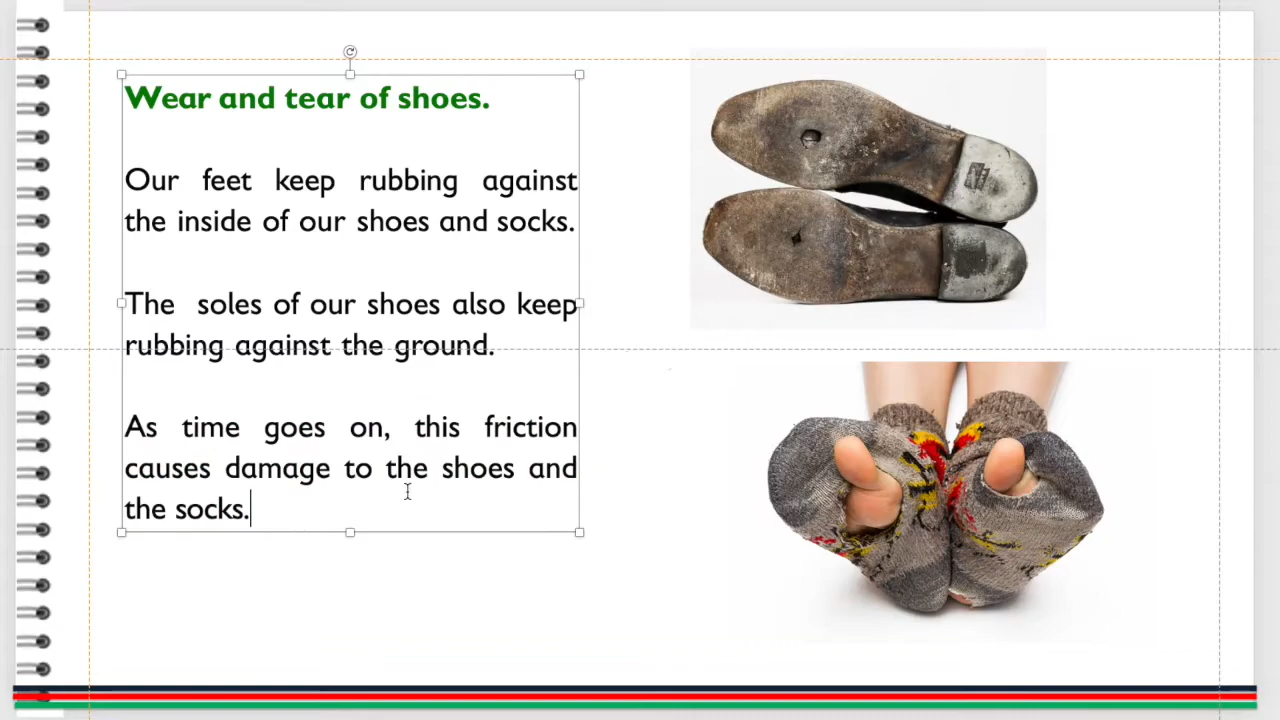 Wear and tear of shoes.
Our feet keep rubbing against
the inside of our shoes and socks.
The soles of our shoes also keep
rubbing against the ground.
As time goes on, this friction
causes damage to the shoes and
the socks.